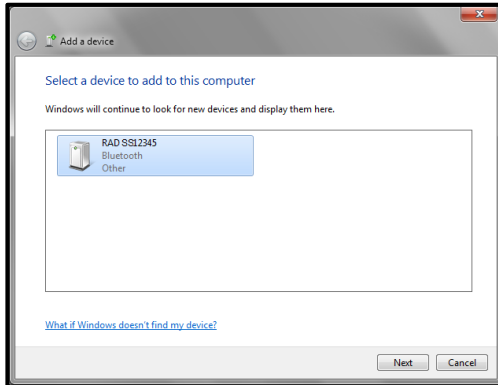 Add a device
Select a device to add to this computer
Windows will continue to look for new devices and display them here.
RAD SS12345
Bluetooth
Other
What if Windows doesn't find my device?
Next Cancel